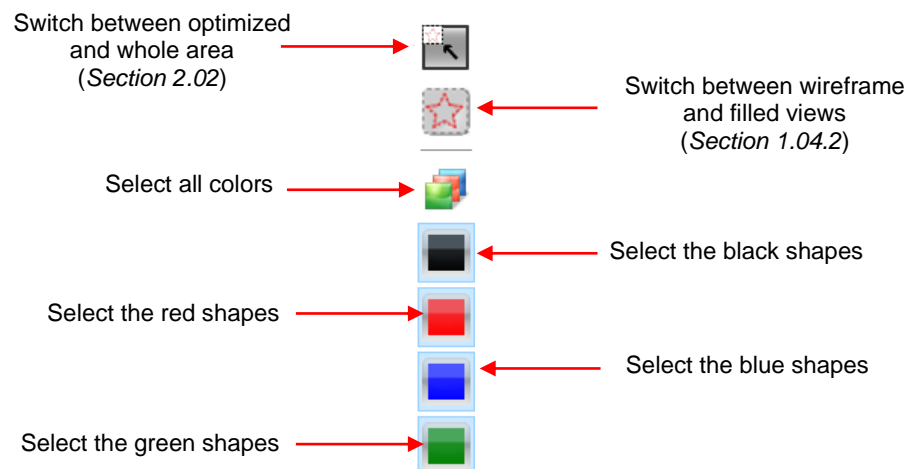 Switch between optimized
and whole area
(Section 2.02)
Switch between wireframe
and filled views
(Section 1.04.2)
Select all colors
Select the black shapes
Select the red shapes
Select the blue shapes
Select the green shapes